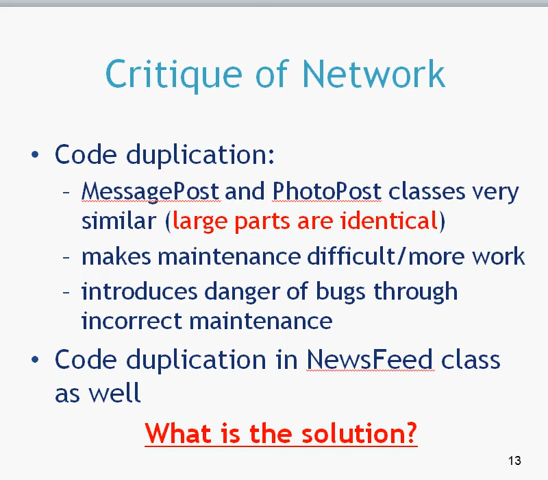 Critique of Network
• Code duplication:
– MessagePost and PhotoPost classes very
similar (large parts are identical)
– makes maintenance difficult/more work
– introduces danger of bugs through
incorrect maintenance
• Code duplication in NewsFeed class
as well
What is the solution?
13